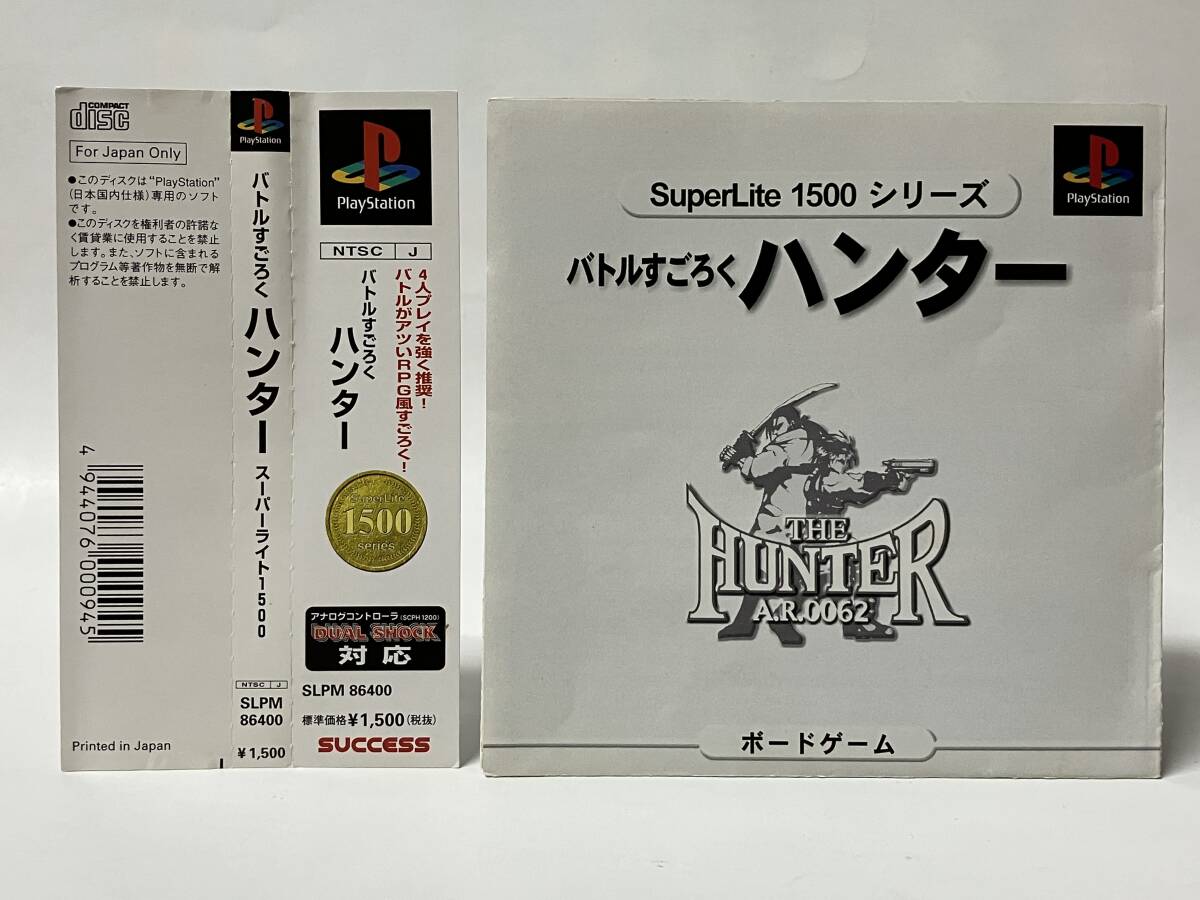 COMPACT
disc
For Japan Only
●このディスクは"PlayStation"
(日本国内仕様)専用のソフト
です。
●このディスクを権利者の許諾な
く賃貸業に使用することを禁止
します。また、ソフトに含まれる
プログラム等著作物を無断で解
析することを禁止します。
4 944076 000945
Printed in Japan
PlayStation
バトルすごろく ハンター スーパーライト1500
NTSC J
SLPM
86400
¥1,500
PlayStation
NTSC J
4人プレイを強く推奨!
バトルがアツいRPG風すごろく!
バトルすごろく
ハンター
SuperLite
1500
series
アナログコントローラ(SCPH1200)
DUAL SHOCK
対応
SLPM 86400
標準価格¥1,500(税抜)
SUCCESS
PlayStation
SuperLite 1500 シリーズ
バトルすごろく ハンター
THE
HUNTER
A.R.0062
ボードゲーム